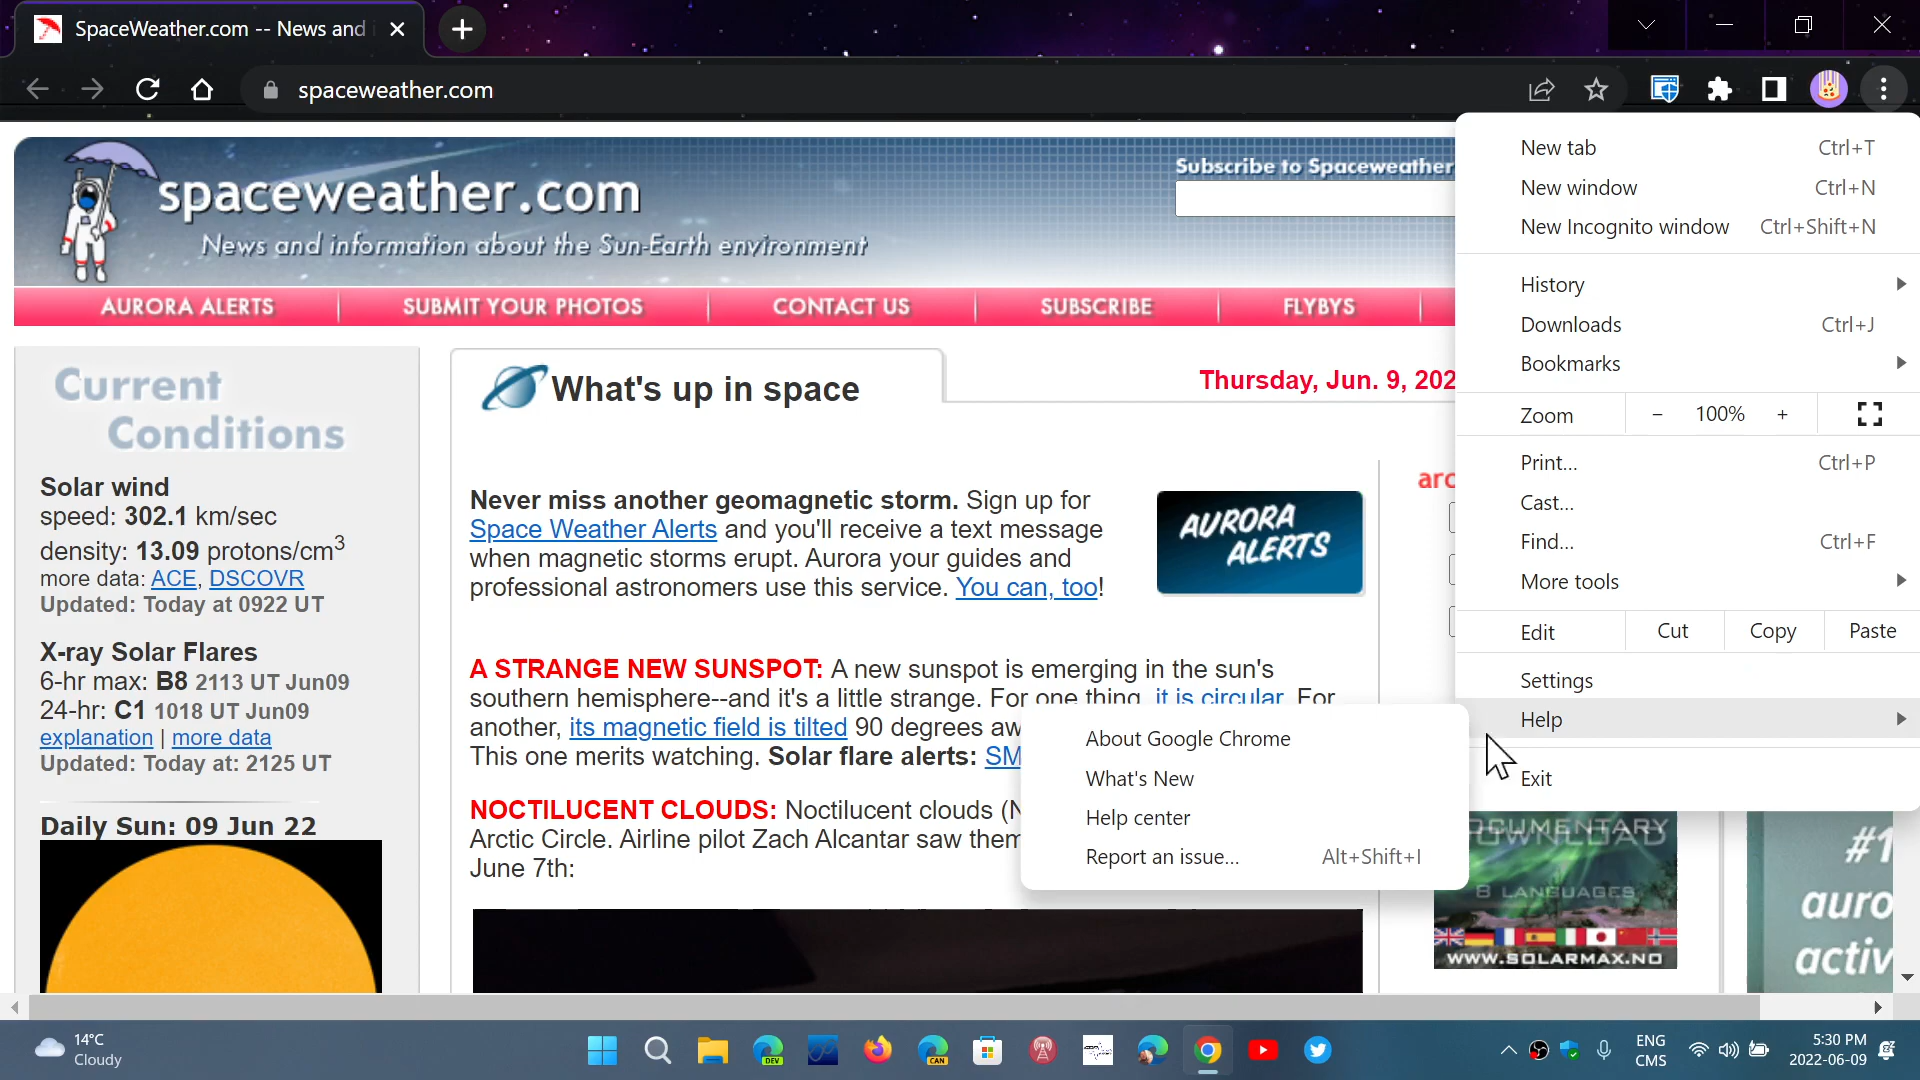 SpaceWeather.com -- News and
spaceweather.com
spaceweather.com
News and information about the Sun-Earth environment
Subscribe to Spaceweather
AURORA ALERTS
SUBMIT YOUR PHOTOS
CONTACT US
SUBSCRIBE
FLYBYS
Current
Conditions
Solar wind
speed: 302.1 km/sec
density: 13.09 protons/cm3
more data: ACE, DSCOVR
Updated: Today at 0922 UT
X-ray Solar Flares
6-hr max: B8 2113 UT Jun09
24-hr: C1 1018 UT Jun09
explanation | more data
Updated: Today at: 2125 UT
Daily Sun: 09 Jun 22
What's up in space
Thursday, Jun. 9, 202
Never miss another geomagnetic storm. Sign up for
Space Weather Alerts and you'll receive a text message
when magnetic storms erupt. Aurora your guides and
professional astronomers use this service. You can, too!
AURORA
ALERTS
arc
A STRANGE NEW SUNSPOT: A new sunspot is emerging in the sun's
southern hemisphere--and it's a little strange. For one thing, it is circular. For
another, its magnetic field is tilted 90 degrees aw
This one merits watching. Solar flare alerts: SM
NOCTILUCENT CLOUDS: Noctilucent clouds (N
Arctic Circle. Airline pilot Zach Alcantar saw them
June 7th:
New tab Ctrl+T
New window Ctrl+N
New Incognito window Ctrl+Shift+N
History
Downloads Ctrl+J
Bookmarks
Zoom - 100% +
Print... Ctrl+P
Cast...
Find... Ctrl+F
More tools
Edit Cut Copy Paste
Settings
Help
Exit
About Google Chrome
What's New
Help center
Report an issue... Alt+Shift+I
DOCUMENTARY
DOWNLOAD
8 LANGUAGES
WWW.SOLARMAX.NO
#1
auro
activ
14°C
Cloudy
DEV
CAN
ENG
CMS
5:30 PM
2022-06-09